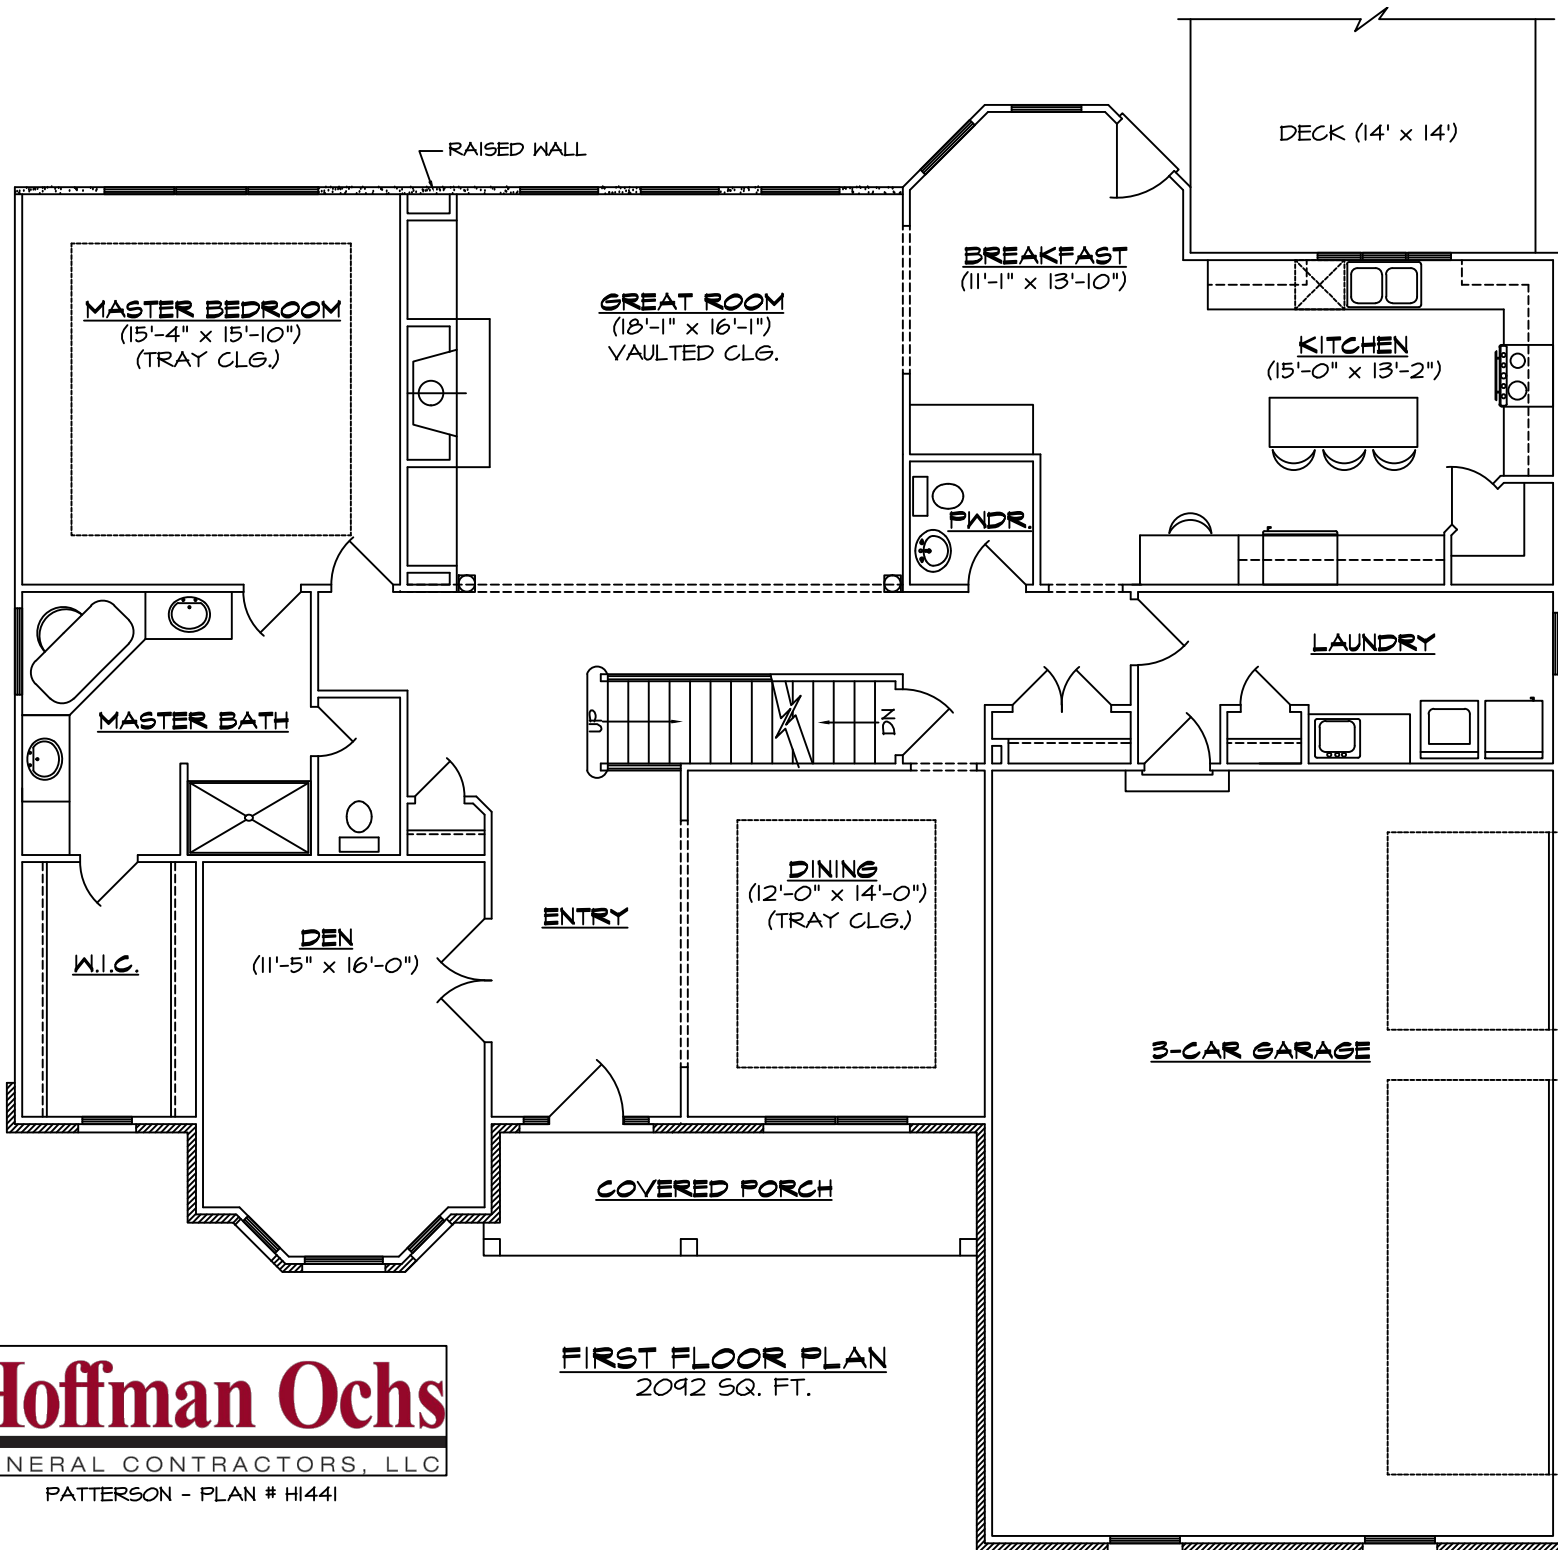 DECK (14' x 14')
RAISED WALL
BREAKFAST
(11'-1" x 13'-10")
MASTER BEDROOM
(15'-4" x 15'-10")
(TRAY CLG.)
GREAT ROOM
(18'-1" x 16'-1")
VAULTED CLG.
KITCHEN
(15'-0" x 13'-2")
PWDR.
LAUNDRY
MASTER BATH
UP
DN
DINING
(12'-0" x 14'-0")
(TRAY CLG.)
ENTRY
DEN
(11'-5" x 16'-0")
W.I.C.
3-CAR GARAGE
COVERED PORCH
FIRST FLOOR PLAN
2092 SQ. FT.
Hoffman Ochs
NERAL CONTRACTORS, LLC
PATTERSON - PLAN # H1441